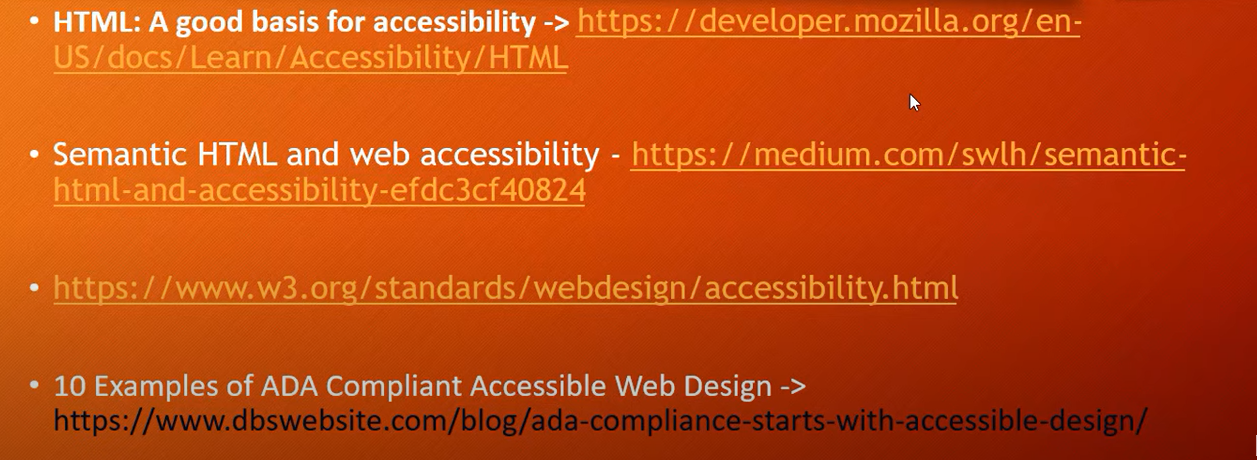 • HTML: A good basis for accessibility -> https://developer.mozilla.org/en-
US/docs/Learn/Accessibility/HTML
• Semantic HTML and web accessibility - https://medium.com/swlh/semantic-
html-and-accessibility-efdc3cf40824
• https://www.w3.org/standards/webdesign/accessibility.html
• 10 Examples of ADA Compliant Accessible Web Design ->
https://www.dbswebsite.com/blog/ada-compliance-starts-with-accessible-design/